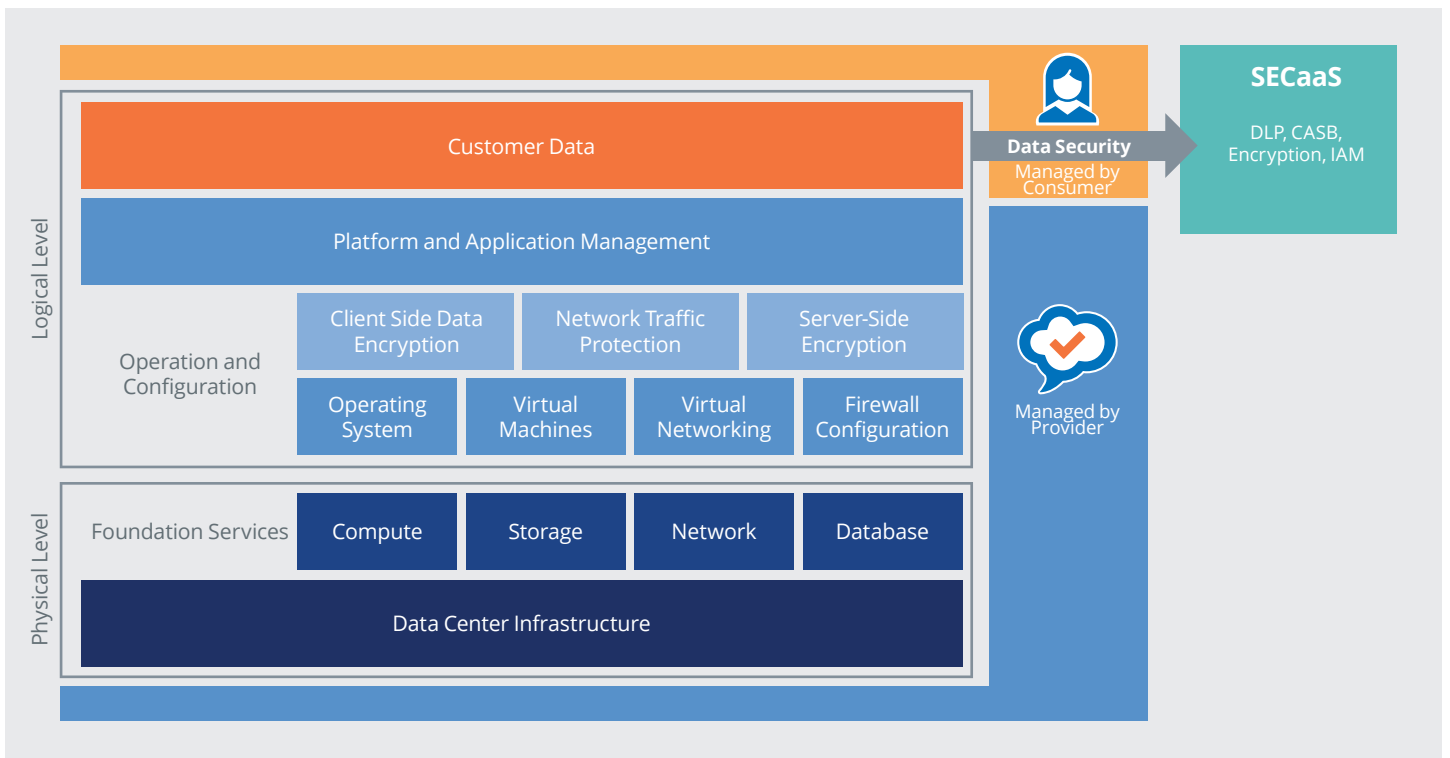 SECaaS
DLP, CASB,
Encryption, IAM
Customer Data
Data Security
Managed by
Consumer
Logical Level
Platform and Application Management
Operation and
Configuration
Client Side Data
Encryption
Network Traffic
Protection
Server-Side
Encryption
Operating
System
Virtual
Machines
Virtual
Networking
Firewall
Configuration
Managed by
Provider
Physical Level
Foundation Services
Compute
Storage
Network
Database
Data Center Infrastructure